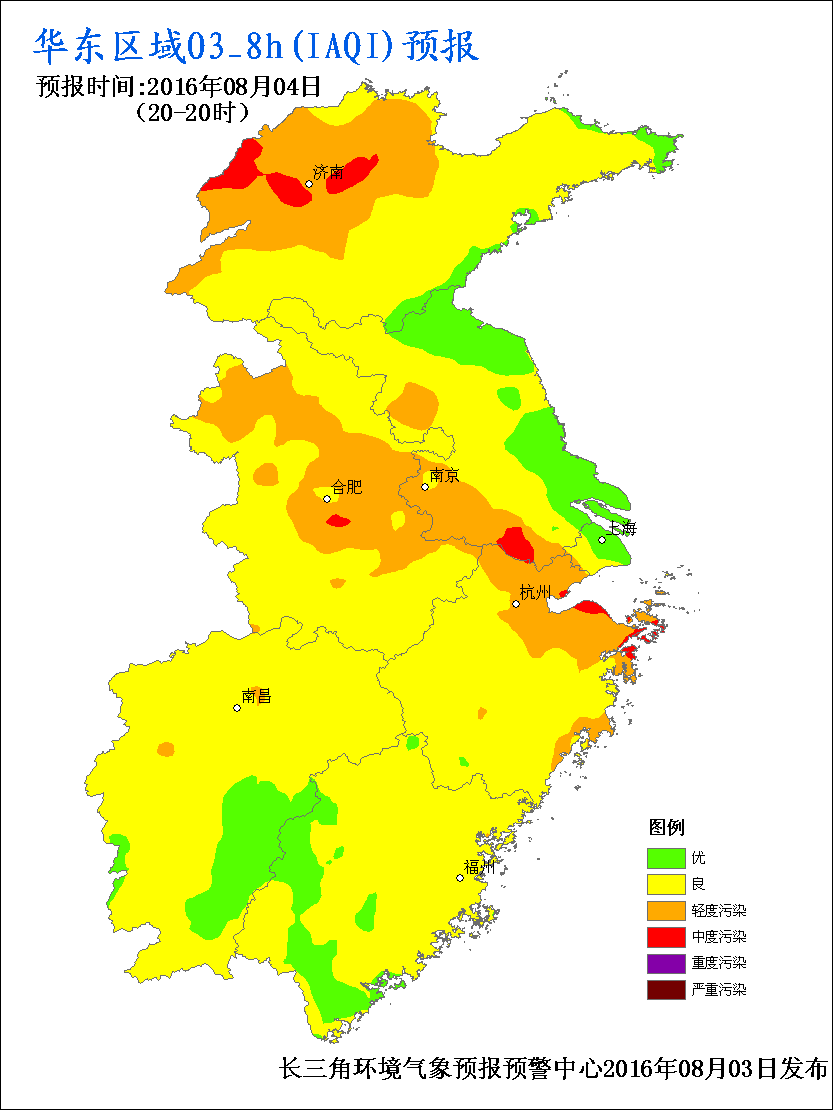 华东区域O3_8h(IAQI)预报
预报时间:2016年08月04日
(20-20时)
济南
合肥
南京
上海
杭州
南昌
福州
图例
优
良
轻度污染
中度污染
重度污染
严重污染
长三角环境气象预报预警中心2016年08月03日发布